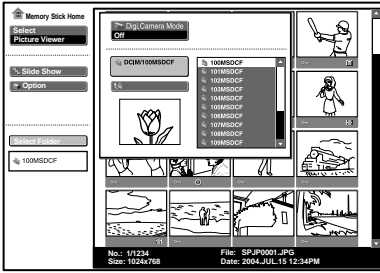 Memory Stick Home
Select
Picture Viewer
Slide Show
Option
Select Folder
100MSDCF
Digi.Camera Mode
Off
DCIM/100MSDCF
100MSDCF
101MSDCF
102MSDCF
103MSDCF
104MSDCF
105MSDCF
106MSDCF
107MSDCF
108MSDCF
109MSDCF
No.: 1/1234
File: SPJP0001.JPG
Size: 1024x768
Date: 2004.JUL.15 12:34PM